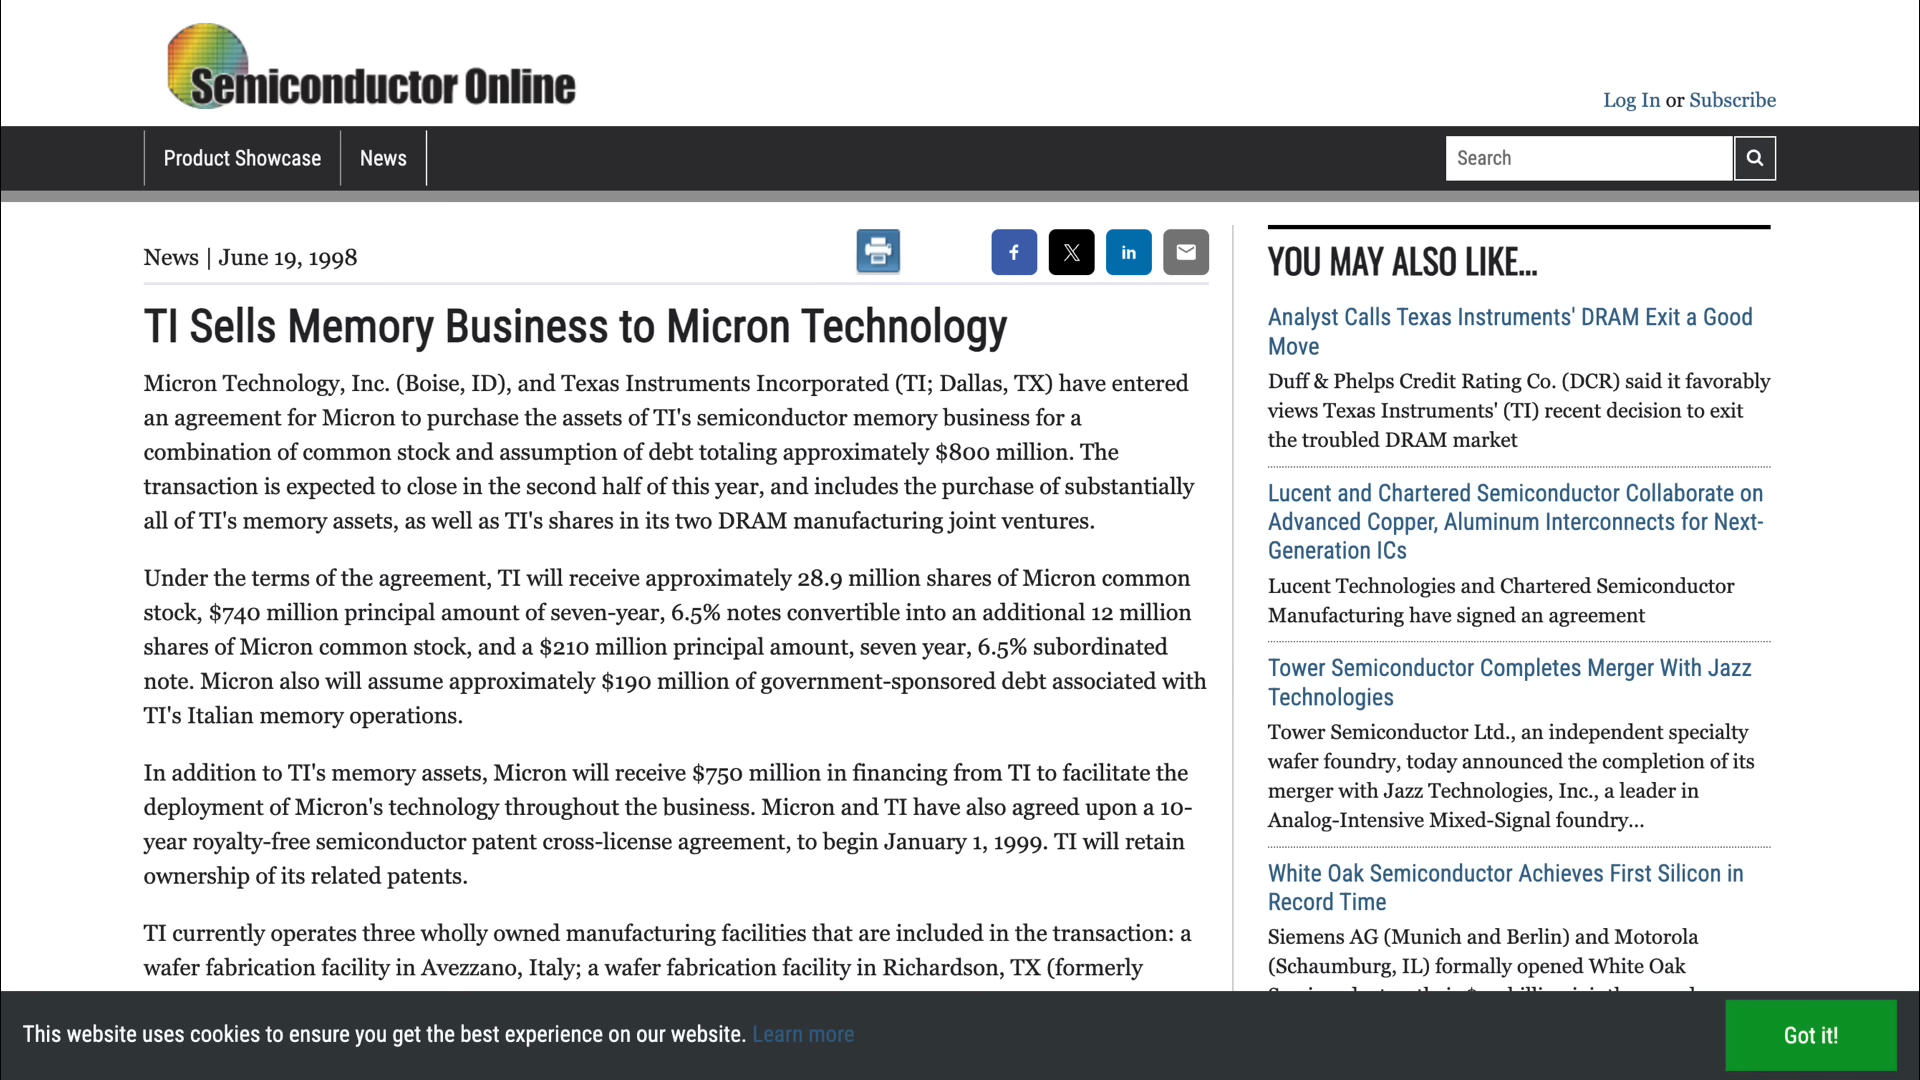 Semiconductor Online
Log In or Subscribe
Product Showcase
News
Search
News | June 19, 1998
TI Sells Memory Business to Micron Technology
Micron Technology, Inc. (Boise, ID), and Texas Instruments Incorporated (TI; Dallas, TX) have entered
an agreement for Micron to purchase the assets of TI's semiconductor memory business for a
combination of common stock and assumption of debt totaling approximately $800 million. The
transaction is expected to close in the second half of this year, and includes the purchase of substantially
all of TI's memory assets, as well as TI's shares in its two DRAM manufacturing joint ventures.
Under the terms of the agreement, TI will receive approximately 28.9 million shares of Micron common
stock, $740 million principal amount of seven-year, 6.5% notes convertible into an additional 12 million
shares of Micron common stock, and a $210 million principal amount, seven year, 6.5% subordinated
note. Micron also will assume approximately $190 million of government-sponsored debt associated with
TI's Italian memory operations.
In addition to TI's memory assets, Micron will receive $750 million in financing from TI to facilitate the
deployment of Micron's technology throughout the business. Micron and TI have also agreed upon a 10-
year royalty-free semiconductor patent cross-license agreement, to begin January 1, 1999. TI will retain
ownership of its related patents.
TI currently operates three wholly owned manufacturing facilities that are included in the transaction: a
wafer fabrication facility in Avezzano, Italy; a wafer fabrication facility in Richardson, TX (formerly
YOU MAY ALSO LIKE...
Analyst Calls Texas Instruments' DRAM Exit a Good
Move
Duff & Phelps Credit Rating Co. (DCR) said it favorably
views Texas Instruments' (TI) recent decision to exit
the troubled DRAM market
Lucent and Chartered Semiconductor Collaborate on
Advanced Copper, Aluminum Interconnects for Next-
Generation ICs
Lucent Technologies and Chartered Semiconductor
Manufacturing have signed an agreement
Tower Semiconductor Completes Merger With Jazz
Technologies
Tower Semiconductor Ltd., an independent specialty
wafer foundry, today announced the completion of its
merger with Jazz Technologies, Inc., a leader in
Analog-Intensive Mixed-Signal foundry...
White Oak Semiconductor Achieves First Silicon in
Record Time
Siemens AG (Munich and Berlin) and Motorola
(Schaumburg, IL) formally opened White Oak
This website uses cookies to ensure you get the best experience on our website. Learn more
Got it!